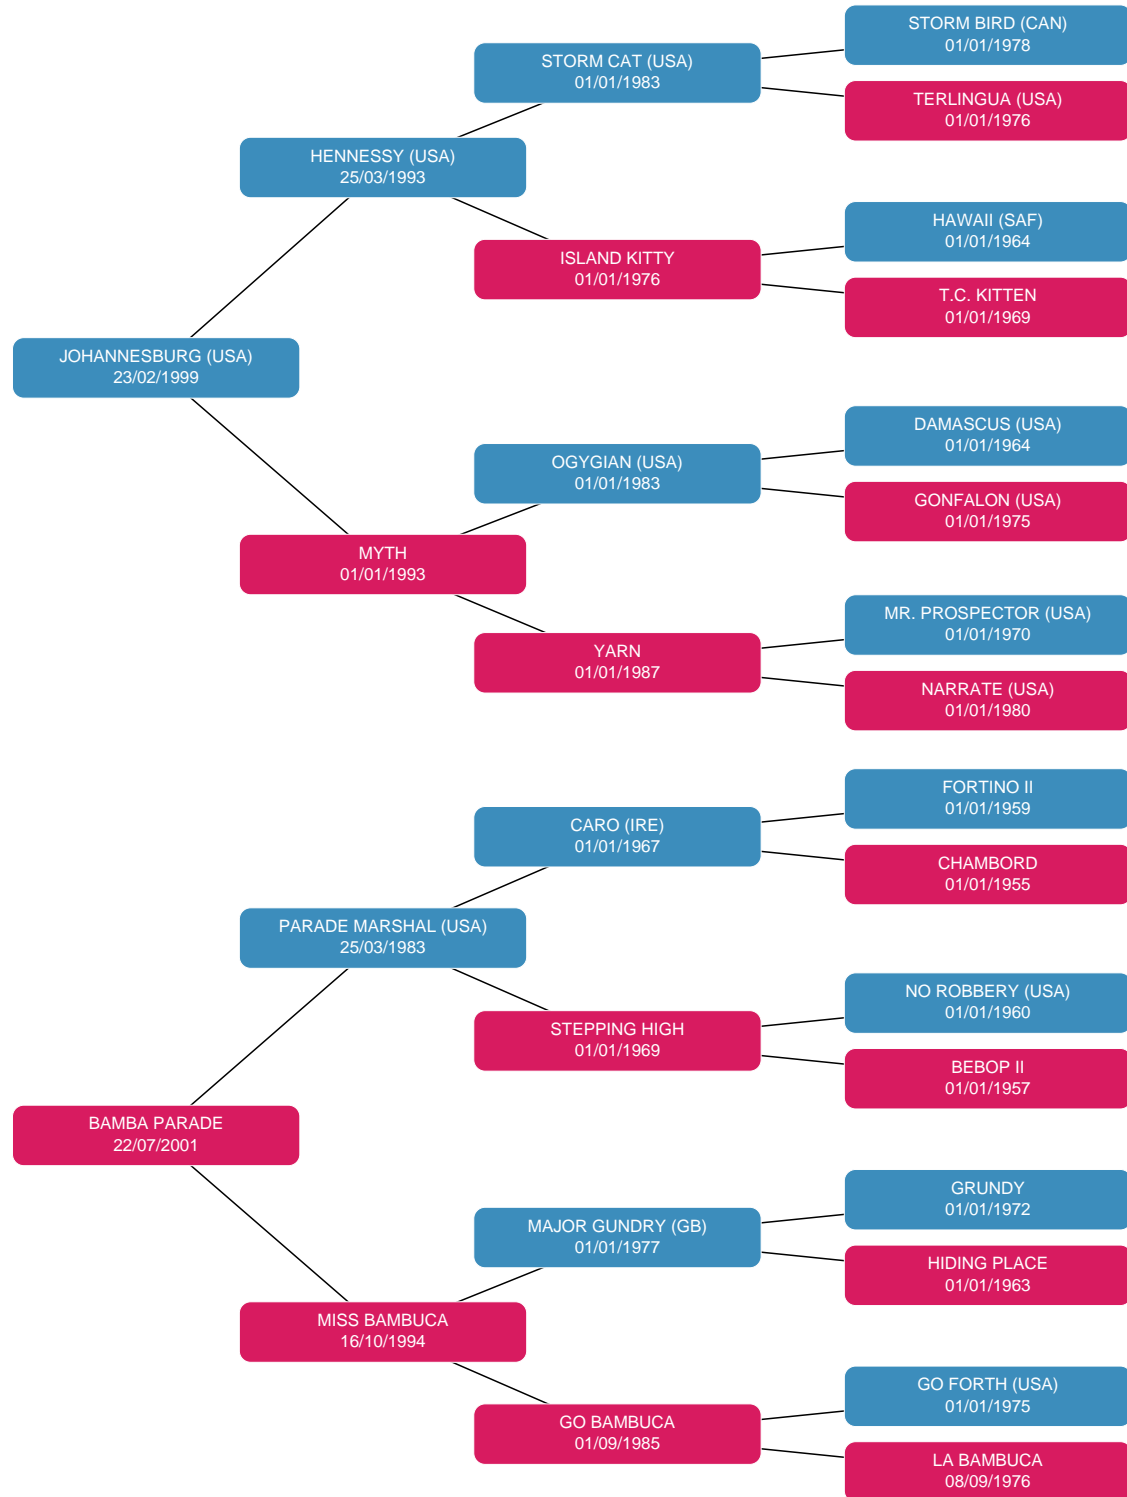 STORM BIRD (CAN)
01/01/1978
STORM CAT (USA)
01/01/1983
TERLINGUA (USA)
01/01/1976
HENNESSY (USA)
25/03/1993
HAWAII (SAF)
01/01/1964
ISLAND KITTY
01/01/1976
T.C. KITTEN
01/01/1969
JOHANNESBURG (USA)
23/02/1999
DAMASCUS (USA)
01/01/1964
OGYGIAN (USA)
01/01/1983
GONFALON (USA)
01/01/1975
MYTH
01/01/1993
MR. PROSPECTOR (USA)
01/01/1970
YARN
01/01/1987
NARRATE (USA)
01/01/1980
FORTINO II
01/01/1959
CARO (IRE)
01/01/1967
CHAMBORD
01/01/1955
PARADE MARSHAL (USA)
25/03/1983
NO ROBBERY (USA)
01/01/1960
STEPPING HIGH
01/01/1969
BEBOP II
01/01/1957
BAMBA PARADE
22/07/2001
GRUNDY
01/01/1972
MAJOR GUNDRY (GB)
01/01/1977
HIDING PLACE
01/01/1963
MISS BAMBUCA
16/10/1994
GO FORTH (USA)
01/01/1975
GO BAMBUCA
01/09/1985
LA BAMBUCA
08/09/1976